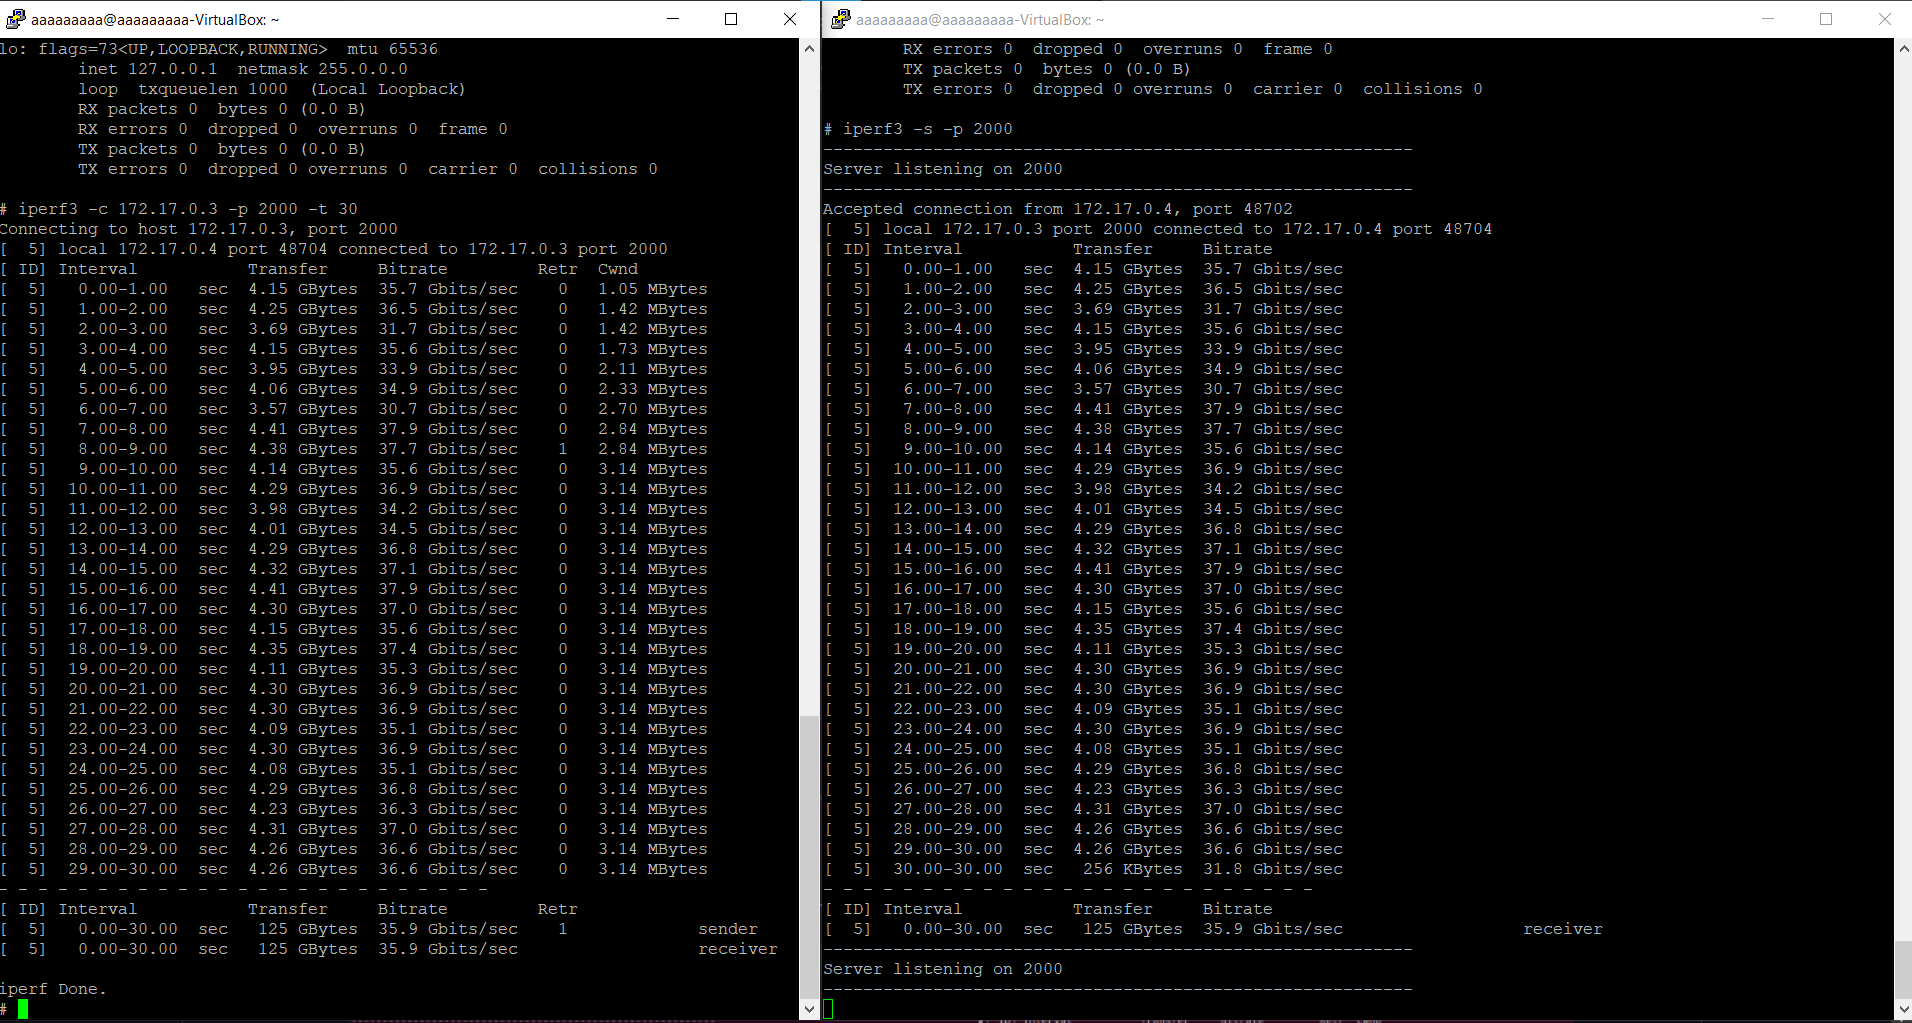 aaaaaaaaa@aaaaaaaaa-VirtualBox: ~
lo: flags=73<UP,LOOPBACK,RUNNING>  mtu 65536
        inet 127.0.0.1  netmask 255.0.0.0
        loop  txqueuelen 1000  (Local Loopback)
        RX packets 0  bytes 0 (0.0 B)
        RX errors 0  dropped 0  overruns 0  frame 0
        TX packets 0  bytes 0 (0.0 B)
        TX errors 0  dropped 0 overruns 0  carrier 0  collisions 0
# iperf3 -c 172.17.0.3 -p 2000 -t 30
Connecting to host 172.17.0.3, port 2000
[  5] local 172.17.0.4 port 48704 connected to 172.17.0.3 port 2000
[ ID] Interval           Transfer     Bitrate         Retr  Cwnd
[  5]   0.00-1.00   sec  4.15 GBytes  35.7 Gbits/sec    0   1.05 MBytes
[  5]   1.00-2.00   sec  4.25 GBytes  36.5 Gbits/sec    0   1.42 MBytes
[  5]   2.00-3.00   sec  3.69 GBytes  31.7 Gbits/sec    0   1.42 MBytes
[  5]   3.00-4.00   sec  4.15 GBytes  35.6 Gbits/sec    0   1.73 MBytes
[  5]   4.00-5.00   sec  3.95 GBytes  33.9 Gbits/sec    0   2.11 MBytes
[  5]   5.00-6.00   sec  4.06 GBytes  34.9 Gbits/sec    0   2.33 MBytes
[  5]   6.00-7.00   sec  3.57 GBytes  30.7 Gbits/sec    0   2.70 MBytes
[  5]   7.00-8.00   sec  4.41 GBytes  37.9 Gbits/sec    0   2.84 MBytes
[  5]   8.00-9.00   sec  4.38 GBytes  37.7 Gbits/sec    1   2.84 MBytes
[  5]   9.00-10.00  sec  4.14 GBytes  35.6 Gbits/sec    0   3.14 MBytes
[  5]  10.00-11.00  sec  4.29 GBytes  36.9 Gbits/sec    0   3.14 MBytes
[  5]  11.00-12.00  sec  3.98 GBytes  34.2 Gbits/sec    0   3.14 MBytes
[  5]  12.00-13.00  sec  4.01 GBytes  34.5 Gbits/sec    0   3.14 MBytes
[  5]  13.00-14.00  sec  4.29 GBytes  36.8 Gbits/sec    0   3.14 MBytes
[  5]  14.00-15.00  sec  4.32 GBytes  37.1 Gbits/sec    0   3.14 MBytes
[  5]  15.00-16.00  sec  4.41 GBytes  37.9 Gbits/sec    0   3.14 MBytes
[  5]  16.00-17.00  sec  4.30 GBytes  37.0 Gbits/sec    0   3.14 MBytes
[  5]  17.00-18.00  sec  4.15 GBytes  35.6 Gbits/sec    0   3.14 MBytes
[  5]  18.00-19.00  sec  4.35 GBytes  37.4 Gbits/sec    0   3.14 MBytes
[  5]  19.00-20.00  sec  4.11 GBytes  35.3 Gbits/sec    0   3.14 MBytes
[  5]  20.00-21.00  sec  4.30 GBytes  36.9 Gbits/sec    0   3.14 MBytes
[  5]  21.00-22.00  sec  4.30 GBytes  36.9 Gbits/sec    0   3.14 MBytes
[  5]  22.00-23.00  sec  4.09 GBytes  35.1 Gbits/sec    0   3.14 MBytes
[  5]  23.00-24.00  sec  4.30 GBytes  36.9 Gbits/sec    0   3.14 MBytes
[  5]  24.00-25.00  sec  4.08 GBytes  35.1 Gbits/sec    0   3.14 MBytes
[  5]  25.00-26.00  sec  4.29 GBytes  36.8 Gbits/sec    0   3.14 MBytes
[  5]  26.00-27.00  sec  4.23 GBytes  36.3 Gbits/sec    0   3.14 MBytes
[  5]  27.00-28.00  sec  4.31 GBytes  37.0 Gbits/sec    0   3.14 MBytes
[  5]  28.00-29.00  sec  4.26 GBytes  36.6 Gbits/sec    0   3.14 MBytes
[  5]  29.00-30.00  sec  4.26 GBytes  36.6 Gbits/sec    0   3.14 MBytes
- - - - - - - - - - - - - - - - - - - - - - - - -
[ ID] Interval           Transfer     Bitrate         Retr
[  5]   0.00-30.00  sec   125 GBytes  35.9 Gbits/sec    1             sender
[  5]   0.00-30.00  sec   125 GBytes  35.9 Gbits/sec                  receiver
iperf Done.
#
aaaaaaaaa@aaaaaaaaa-VirtualBox: ~
        RX errors 0  dropped 0  overruns 0  frame 0
        TX packets 0  bytes 0 (0.0 B)
        TX errors 0  dropped 0 overruns 0  carrier 0  collisions 0
# iperf3 -s -p 2000
-----------------------------------------------------------
Server listening on 2000
-----------------------------------------------------------
Accepted connection from 172.17.0.4, port 48702
[  5] local 172.17.0.3 port 2000 connected to 172.17.0.4 port 48704
[ ID] Interval           Transfer     Bitrate
[  5]   0.00-1.00   sec  4.15 GBytes  35.7 Gbits/sec
[  5]   1.00-2.00   sec  4.25 GBytes  36.5 Gbits/sec
[  5]   2.00-3.00   sec  3.69 GBytes  31.7 Gbits/sec
[  5]   3.00-4.00   sec  4.15 GBytes  35.6 Gbits/sec
[  5]   4.00-5.00   sec  3.95 GBytes  33.9 Gbits/sec
[  5]   5.00-6.00   sec  4.06 GBytes  34.9 Gbits/sec
[  5]   6.00-7.00   sec  3.57 GBytes  30.7 Gbits/sec
[  5]   7.00-8.00   sec  4.41 GBytes  37.9 Gbits/sec
[  5]   8.00-9.00   sec  4.38 GBytes  37.7 Gbits/sec
[  5]   9.00-10.00  sec  4.14 GBytes  35.6 Gbits/sec
[  5]  10.00-11.00  sec  4.29 GBytes  36.9 Gbits/sec
[  5]  11.00-12.00  sec  3.98 GBytes  34.2 Gbits/sec
[  5]  12.00-13.00  sec  4.01 GBytes  34.5 Gbits/sec
[  5]  13.00-14.00  sec  4.29 GBytes  36.8 Gbits/sec
[  5]  14.00-15.00  sec  4.32 GBytes  37.1 Gbits/sec
[  5]  15.00-16.00  sec  4.41 GBytes  37.9 Gbits/sec
[  5]  16.00-17.00  sec  4.30 GBytes  37.0 Gbits/sec
[  5]  17.00-18.00  sec  4.15 GBytes  35.6 Gbits/sec
[  5]  18.00-19.00  sec  4.35 GBytes  37.4 Gbits/sec
[  5]  19.00-20.00  sec  4.11 GBytes  35.3 Gbits/sec
[  5]  20.00-21.00  sec  4.30 GBytes  36.9 Gbits/sec
[  5]  21.00-22.00  sec  4.30 GBytes  36.9 Gbits/sec
[  5]  22.00-23.00  sec  4.09 GBytes  35.1 Gbits/sec
[  5]  23.00-24.00  sec  4.30 GBytes  36.9 Gbits/sec
[  5]  24.00-25.00  sec  4.08 GBytes  35.1 Gbits/sec
[  5]  25.00-26.00  sec  4.29 GBytes  36.8 Gbits/sec
[  5]  26.00-27.00  sec  4.23 GBytes  36.3 Gbits/sec
[  5]  27.00-28.00  sec  4.31 GBytes  37.0 Gbits/sec
[  5]  28.00-29.00  sec  4.26 GBytes  36.6 Gbits/sec
[  5]  29.00-30.00  sec  4.26 GBytes  36.6 Gbits/sec
[  5]  30.00-30.00  sec   256 KBytes  31.8 Gbits/sec
- - - - - - - - - - - - - - - - - - - - - - - - -
[ ID] Interval           Transfer     Bitrate
[  5]   0.00-30.00  sec   125 GBytes  35.9 Gbits/sec                  receiver
-----------------------------------------------------------
Server listening on 2000
-----------------------------------------------------------